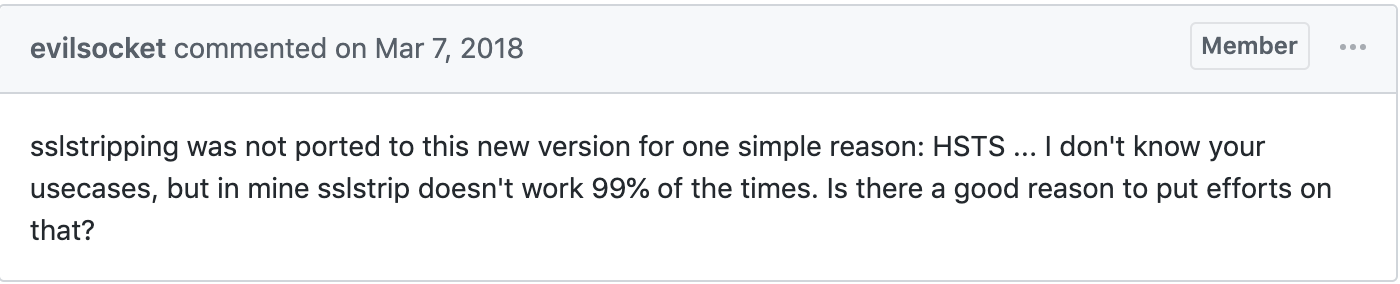 evilsocket commented on Mar 7, 2018 Member ...
sslstripping was not ported to this new version for one simple reason: HSTS ... I don't know your
usecases, but in mine sslstrip doesn't work 99% of the times. Is there a good reason to put efforts on
that?